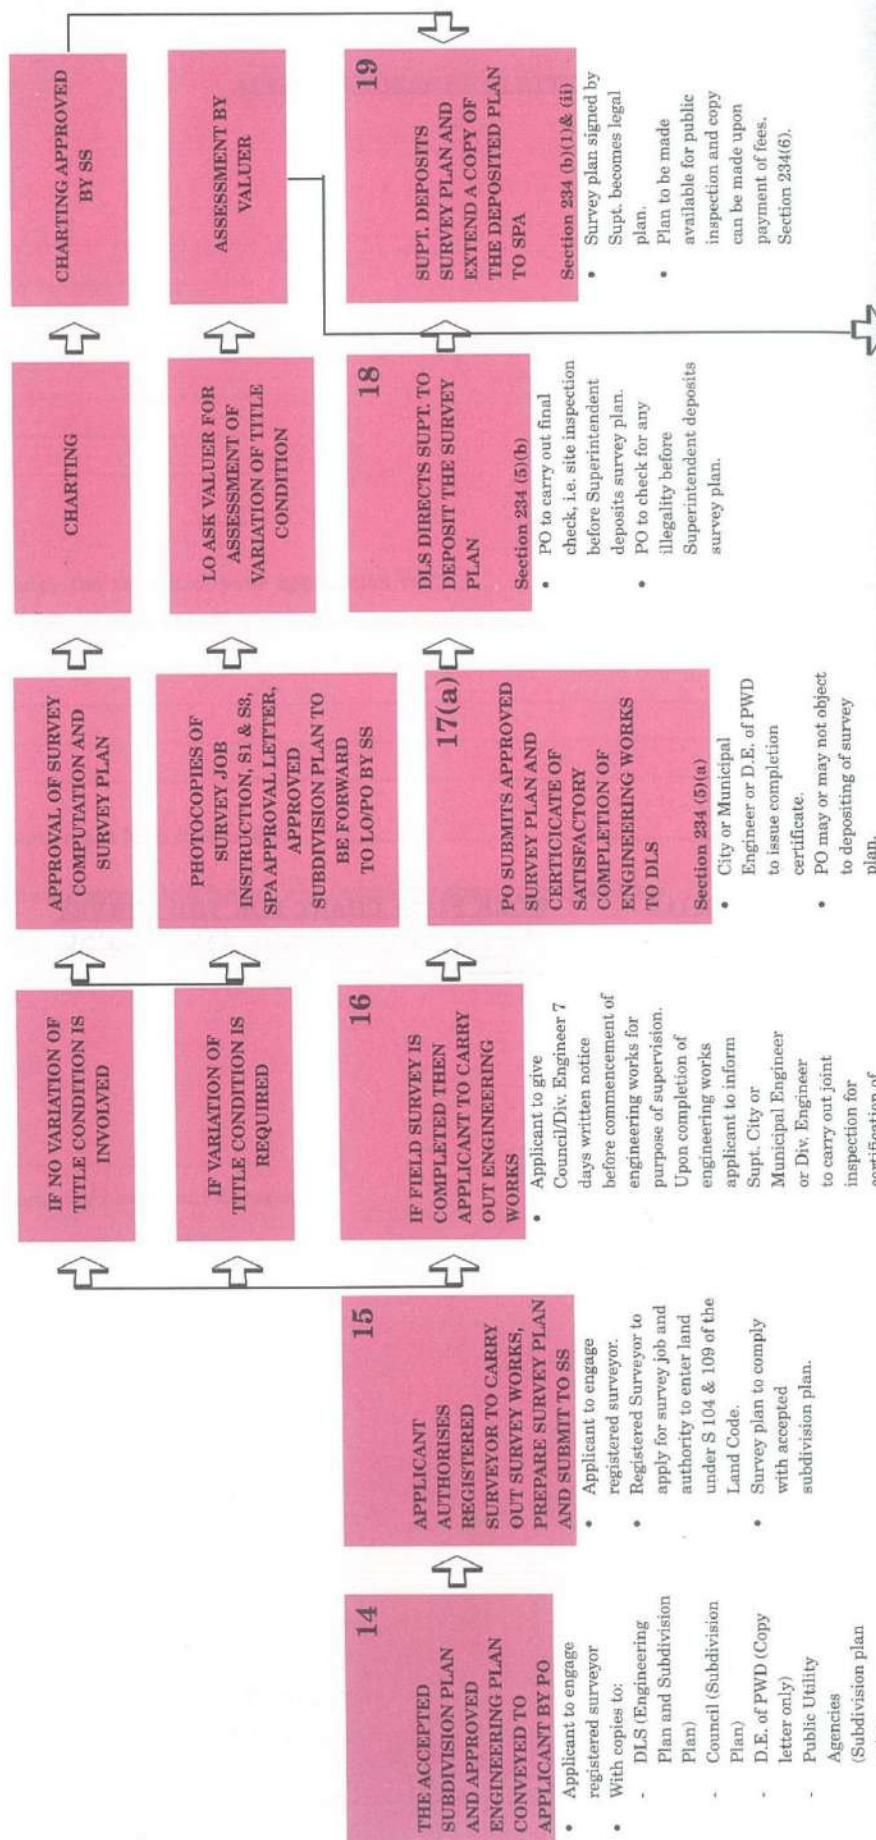 14
THE ACCEPTED
SUBDIVISION PLAN
AND APPROVED
ENGINEERING PLAN
CONVEYED TO
APPLICANT BY PO
• Applicant to engage
registered surveyor
• With copies to:
- DLS (Engineering
Plan and Subdivision
Plan)
- Council (Subdivision
Plan)
- D.E. of PWD (Copy
letter only)
- Public Utility
Agencies
(Subdivision plan
15
APPLICANT
AUTHORISES
REGISTERED
SURVEYOR TO CARRY
OUT SURVEY WORKS,
PREPARE SURVEY PLAN
AND SUBMIT TO SS
• Applicant to engage
registered surveyor.
• Registered Surveyor to
apply for survey job and
authority to enter land
under S 104 & 109 of the
Land Code.
• Survey plan to comply
with accepted
subdivision plan.
IF NO VARIATION OF
TITLE CONDITION IS
INVOLVED
IF VARIATION OF
TITLE CONDITION IS
REQUIRED
16
IF FIELD SURVEY IS
COMPLETED THEN
APPLICANT TO CARRY
OUT ENGINEERING
WORKS
• Applicant to give
Council/Div. Engineer 7
days written notice
before commencement of
engineering works for
purpose of supervision.
Upon completion of
engineering works
applicant to inform
Supt. City or
Municipal Engineer
or Div. Engineer
to carry out joint
inspection for
certification of
APPROVAL OF SURVEY
COMPUTATION AND
SURVEY PLAN
PHOTOCOPIES OF
SURVEY JOB
INSTRUCTION, S1 & S3,
SPA APPROVAL LETTER,
APPROVED
SUBDIVISION PLAN TO
BE FORWARD
TO LO/PO BY SS
17(a)
PO SUBMITS APPROVED
SURVEY PLAN AND
CERTICICATE OF
SATISFACTORY
COMPLETION OF
ENGINEERING WORKS
TO DLS
Section 234 (5)(a)
• City or Municipal
Engineer or D.E. of PWD
to issue completion
certificate.
• PO may or may not object
to depositing of survey
plan.
CHARTING
LO ASK VALUER FOR
ASSESSMENT OF
VARIATION OF TITLE
CONDITION
18
DLS DIRECTS SUPT. TO
DEPOSIT THE SURVEY
PLAN
Section 234 (5)(b)
• PO to carry out final
check, i.e. site inspection
before Superintendent
deposits survey plan.
• PO to check for any
illegality before
Superintendent deposits
survey plan.
CHARTING APPROVED
BY SS
ASSESSMENT BY
VALUER
19
SUPT. DEPOSITS
SURVEY PLAN AND
EXTEND A COPY OF
THE DEPOSITED PLAN
TO SPA
Section 234 (b)(1)& (ii)
• Survey plan signed by
Supt. becomes legal
plan.
• Plan to be made
available for public
inspection and copy
can be made upon
payment of fees.
Section 234(6).